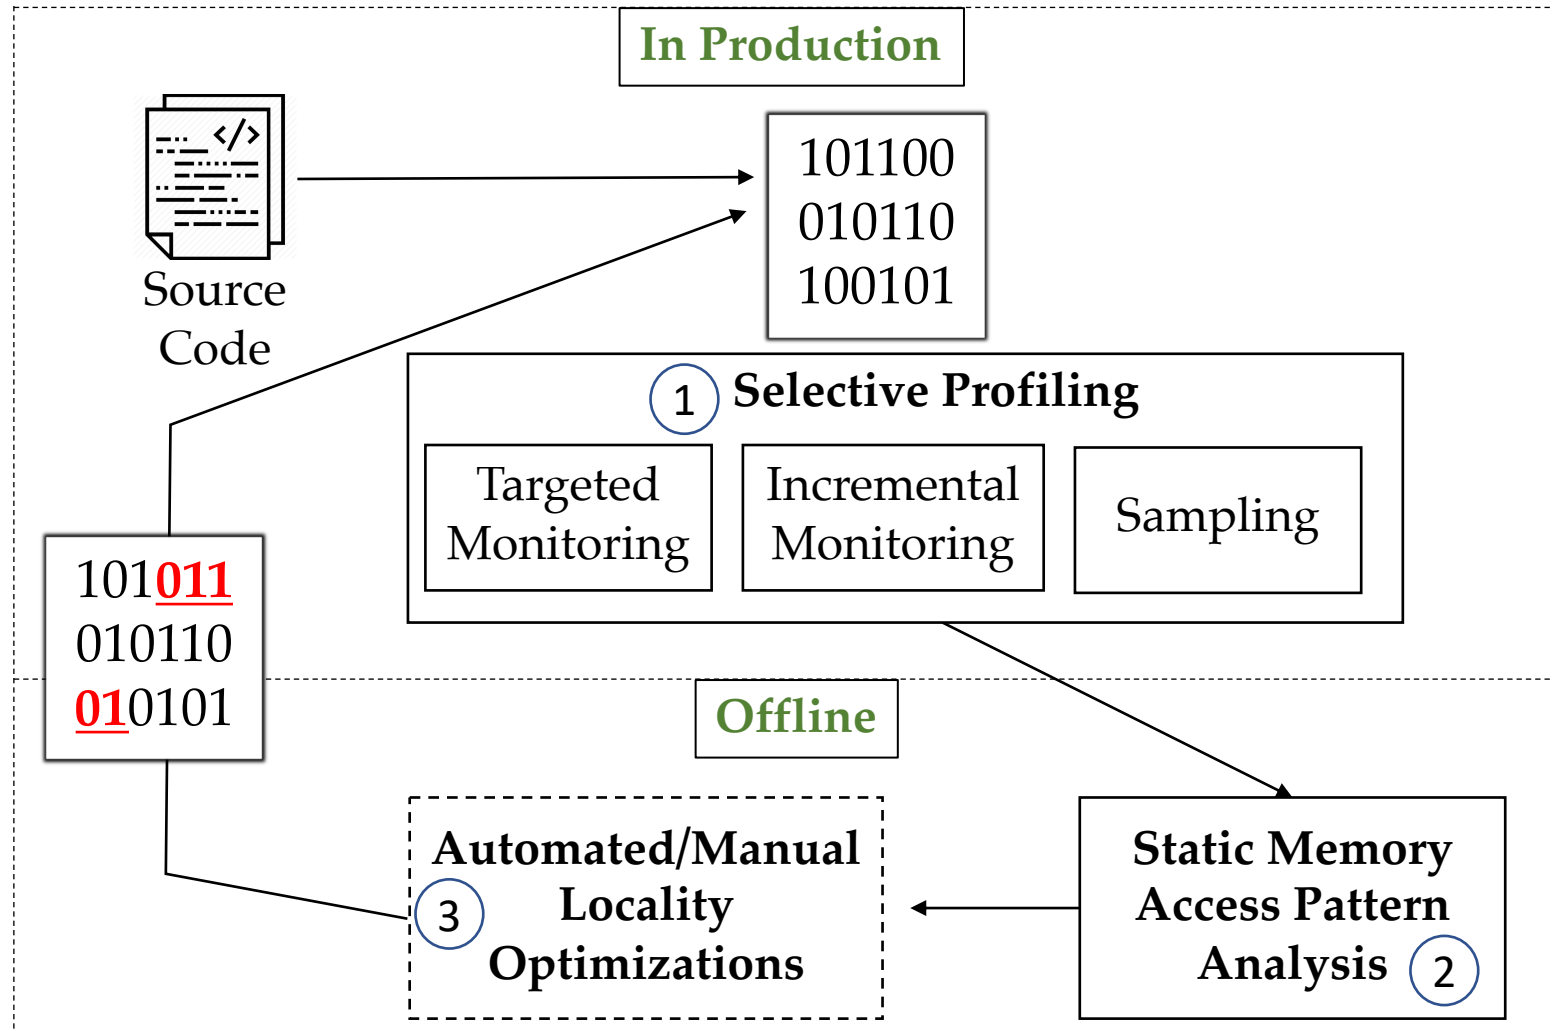 In Production
</>
Source
Code
101100
010110
100101
1
Selective Profiling
Targeted
Monitoring
Incremental
Monitoring
Sampling
101011
010110
010101
Offline
Automated/Manual
Locality
Optimizations
3
Static Memory
Access Pattern
Analysis
2